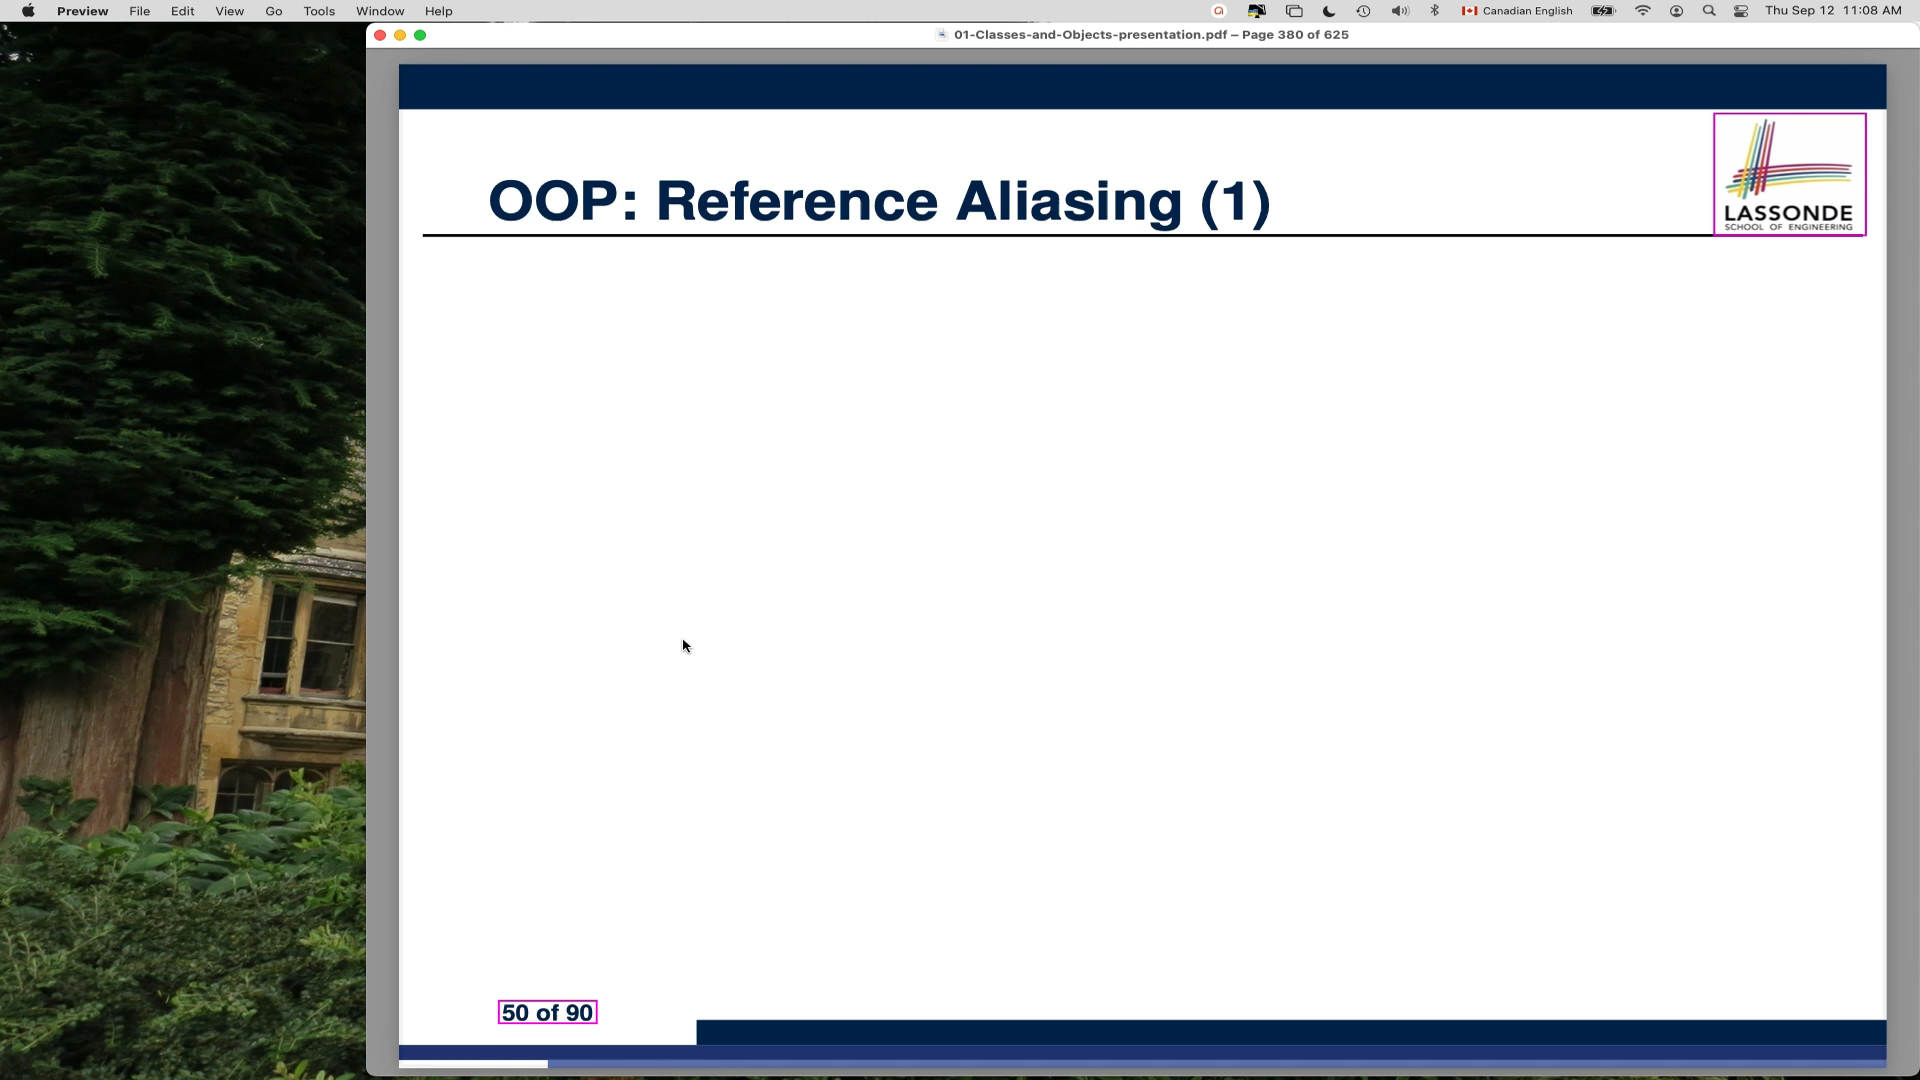 Preview File Edit View Go Tools Window Help Canadian English Thu Sep 12 11:08 AM
01-Classes-and-Objects-presentation.pdf – Page 380 of 625
OOP: Reference Aliasing (1)
LASSONDE
SCHOOL OF ENGINEERING
50 of 90